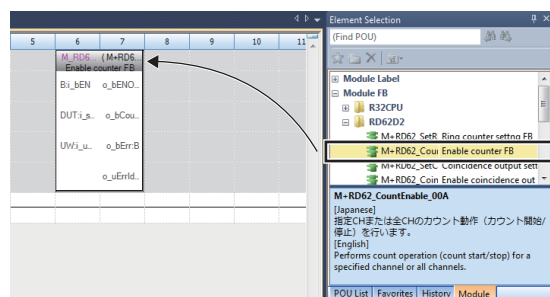 5 6 7 8 9 10 11
M_RD6... (M+RD6...
Enable counter FB
B:i_bEN o_bENO...
DUT:i_s.. o_bCou..
UW:i_u.. o_bErr:B
o_uErrId..
Element Selection
(Find POU)
Module Label
Module FB
R32CPU
RD62D2
M+RD62_SetR Ring counter settng FB
M+RD62_Cou Enable counter FB
M+RD62_SetC Coincidence output sett
M+RD62_Coin Enable coincidence out
M+RD62_CountEnable_00A
[Japanese]
指定CHまたは全CHのカウント動作（カウント開始/
停止）を行います。
[English]
Performs count operation (count start/stop) for a
specified channel or all channels.
POU List Favorites History Module